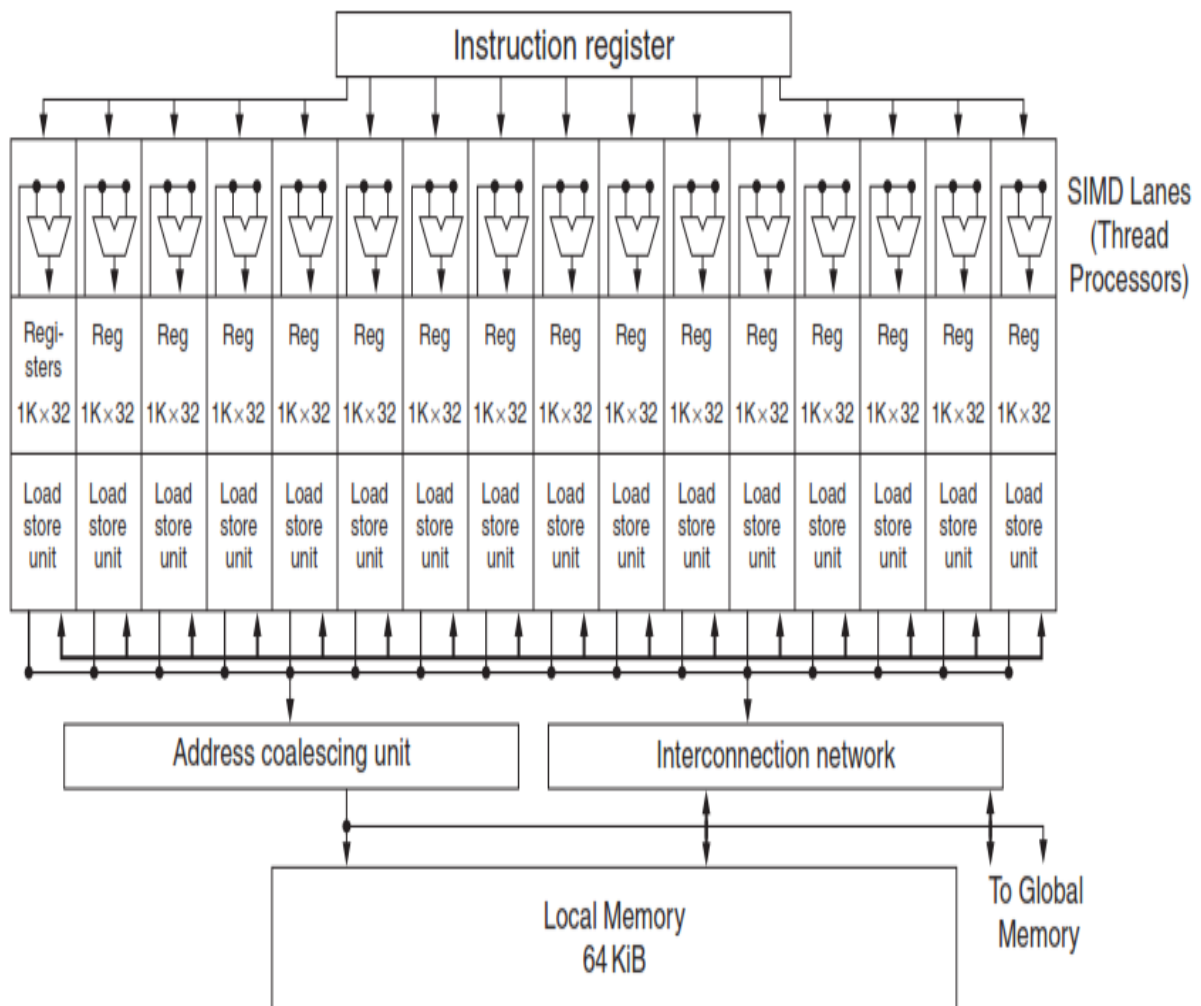 Instruction register
SIMD Lanes
(Thread
Processors)
Regi-
sters
Reg Reg Reg Reg Reg Reg Reg Reg Reg Reg Reg Reg Reg Reg Reg
1K×32 1K×32 1K×32 1K×32 1K×32 1K×32 1K×32 1K×32 1K×32 1K×32 1K×32 1K×32 1K×32 1K×32 1K×32 1K×32
Load Load Load Load Load Load Load Load Load Load Load Load Load Load Load Load
store store store store store store store store store store store store store store store store
unit unit unit unit unit unit unit unit unit unit unit unit unit unit unit unit
Address coalescing unit
Interconnection network
Local Memory
64 KiB
To Global
Memory